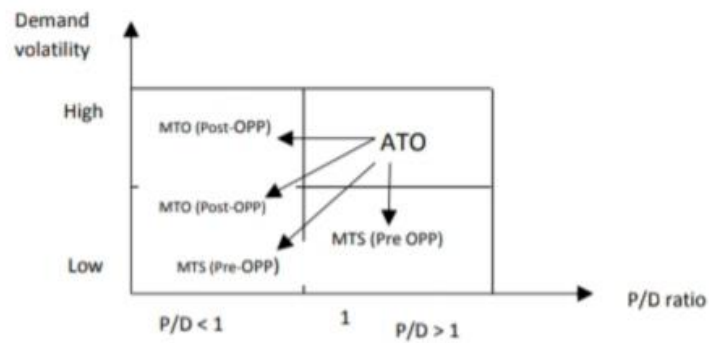 Demand
volatility
High
MTO (Post-OPP)
ATO
MTO (Post-OPP)
MTS (Pre OPP)
Low
MTS (Pre-OPP)
P/D ratio
P/D < 1
1
P/D > 1